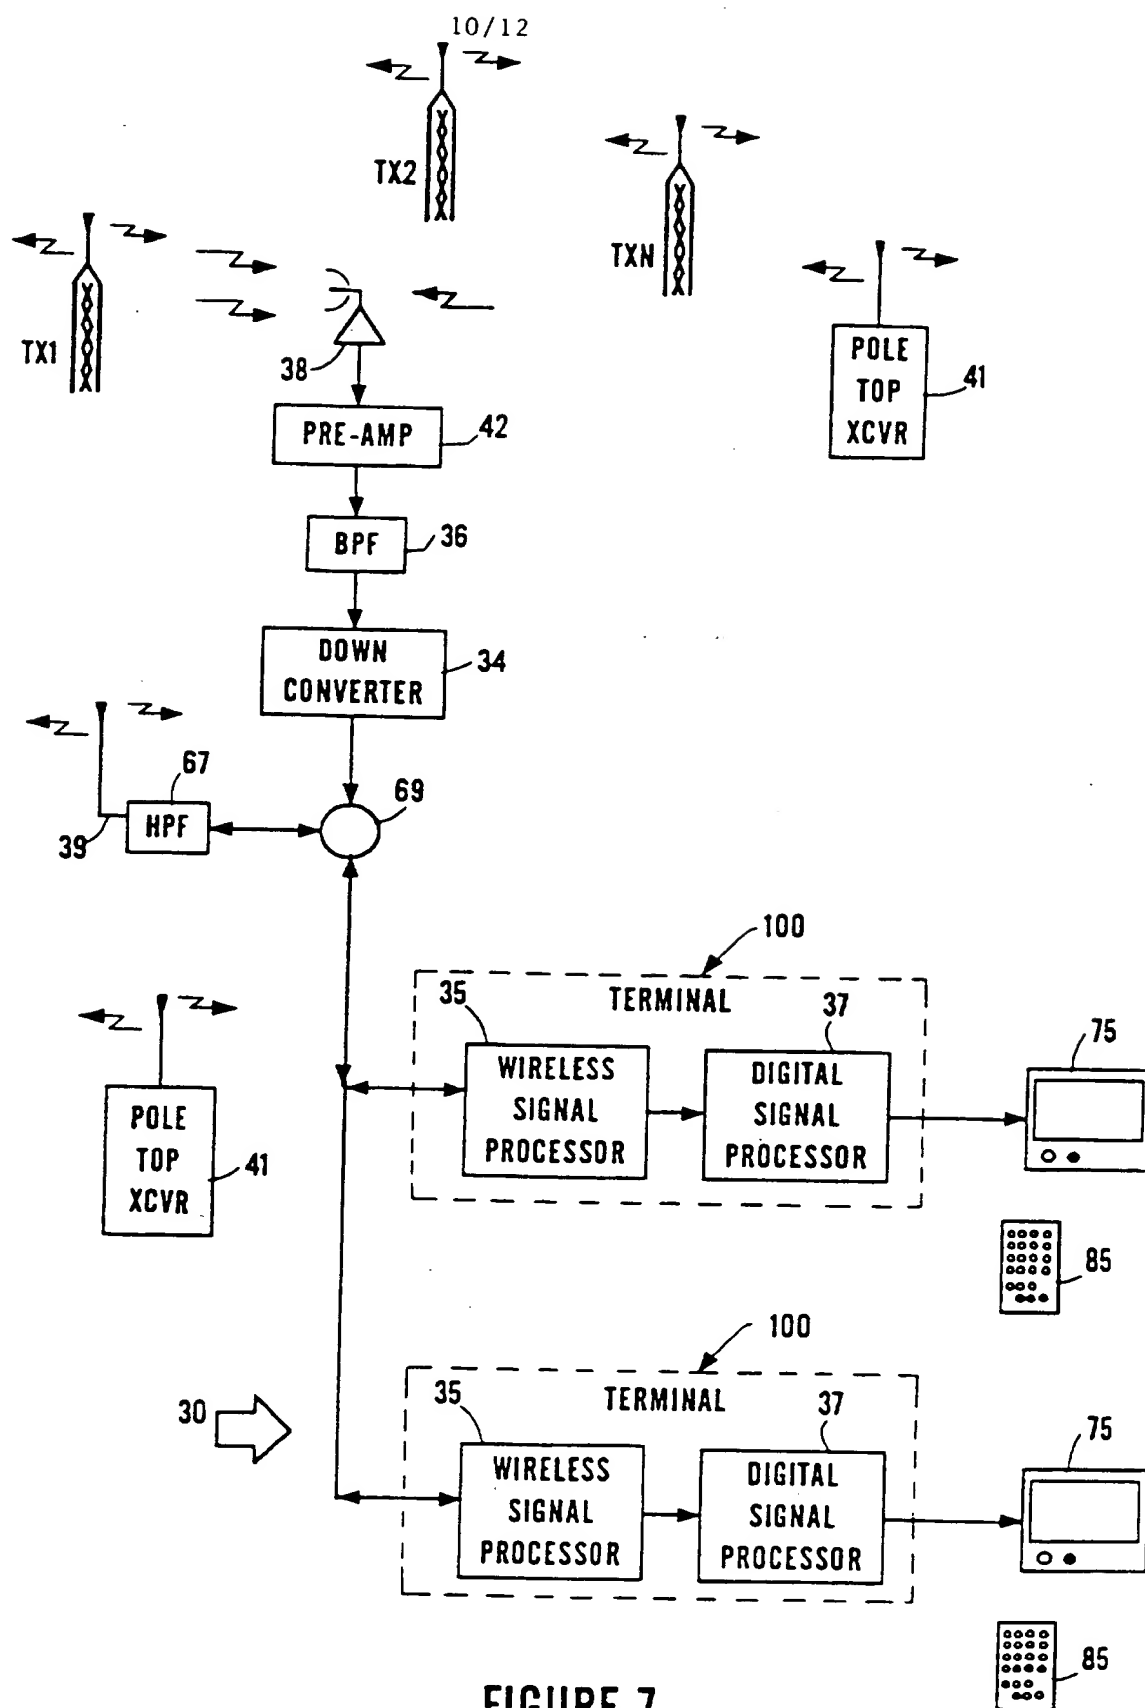 10/12
TX2
TXN
TX1
38
POLE
TOP
XCVR
41
PRE-AMP
42
BPF
36
DOWN
CONVERTER
34
67
69
HPF
39
100
TERMINAL
35
37
75
WIRELESS
SIGNAL
PROCESSOR
DIGITAL
SIGNAL
PROCESSOR
POLE
TOP
XCVR
41
85
100
TERMINAL
30
35
37
75
WIRELESS
SIGNAL
PROCESSOR
DIGITAL
SIGNAL
PROCESSOR
85
FIGURE 7